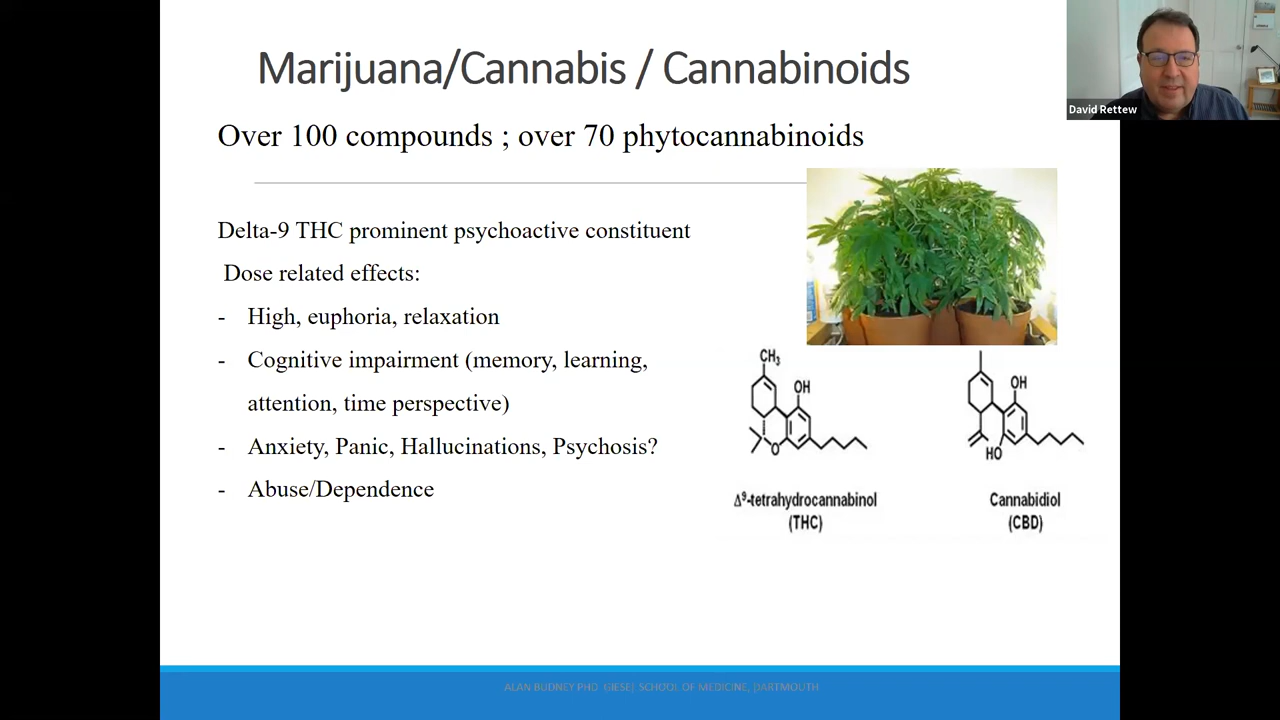 Marijuana/Cannabis / Cannabinoids
David Rettew
Over 100 compounds ; over 70 phytocannabinoids
Delta-9 THC prominent psychoactive constituent
Dose related effects:
- High, euphoria, relaxation
- Cognitive impairment (memory, learning,
attention, time perspective)
- Anxiety, Panic, Hallucinations, Psychosis?
- Abuse/Dependence
CH₃
OH
O
OH
HO
Δ⁹-tetrahydrocannabinol
(THC)
Cannabidiol
(CBD)
ALAN BUDNEY PHD GIESE| SCHOOL OF MEDICINE, DARTMOUTH